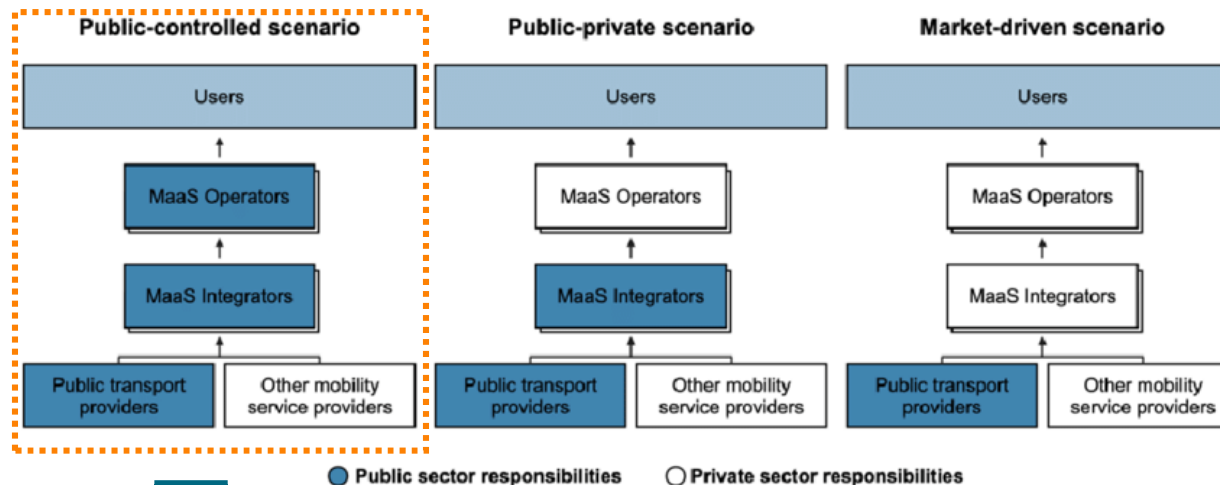 Public-controlled scenario
Public-private scenario
Market-driven scenario
Users
Users
Users
MaaS Operators
MaaS Operators
MaaS Operators
MaaS Integrators
MaaS Integrators
MaaS Integrators
Public transport
providers
Other mobility
service providers
Public transport
providers
Other mobility
service providers
Public transport
providers
Other mobility
service providers
Public sector responsibilities
Private sector responsibilities